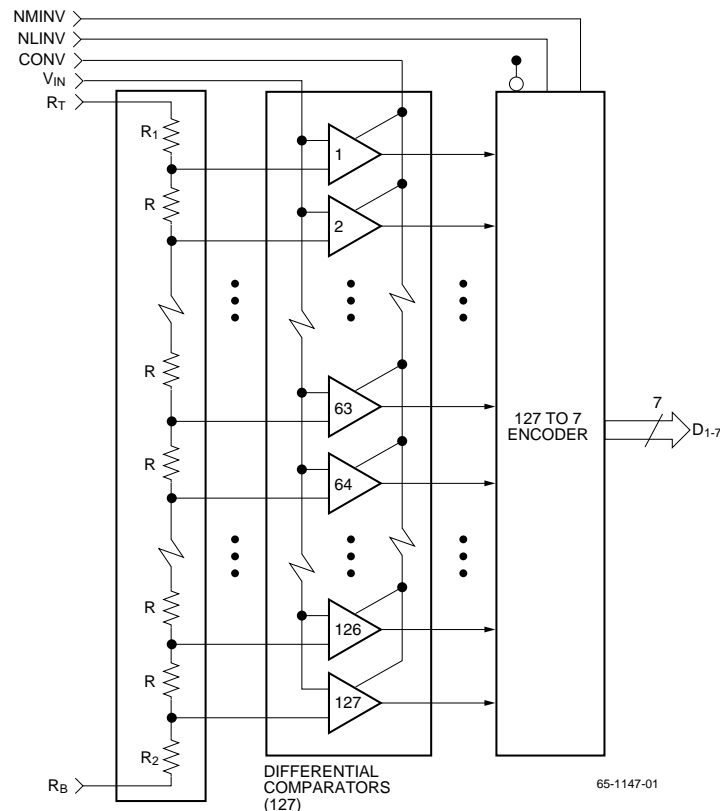 NMINV
NLINV
CONV
VIN
RT
R1
1
R
2
R
63
7
127 TO 7
ENCODER
D1-7
R
64
R
126
R
127
R2
RB
DIFFERENTIAL
COMPARATORS
(127)
65-1147-01